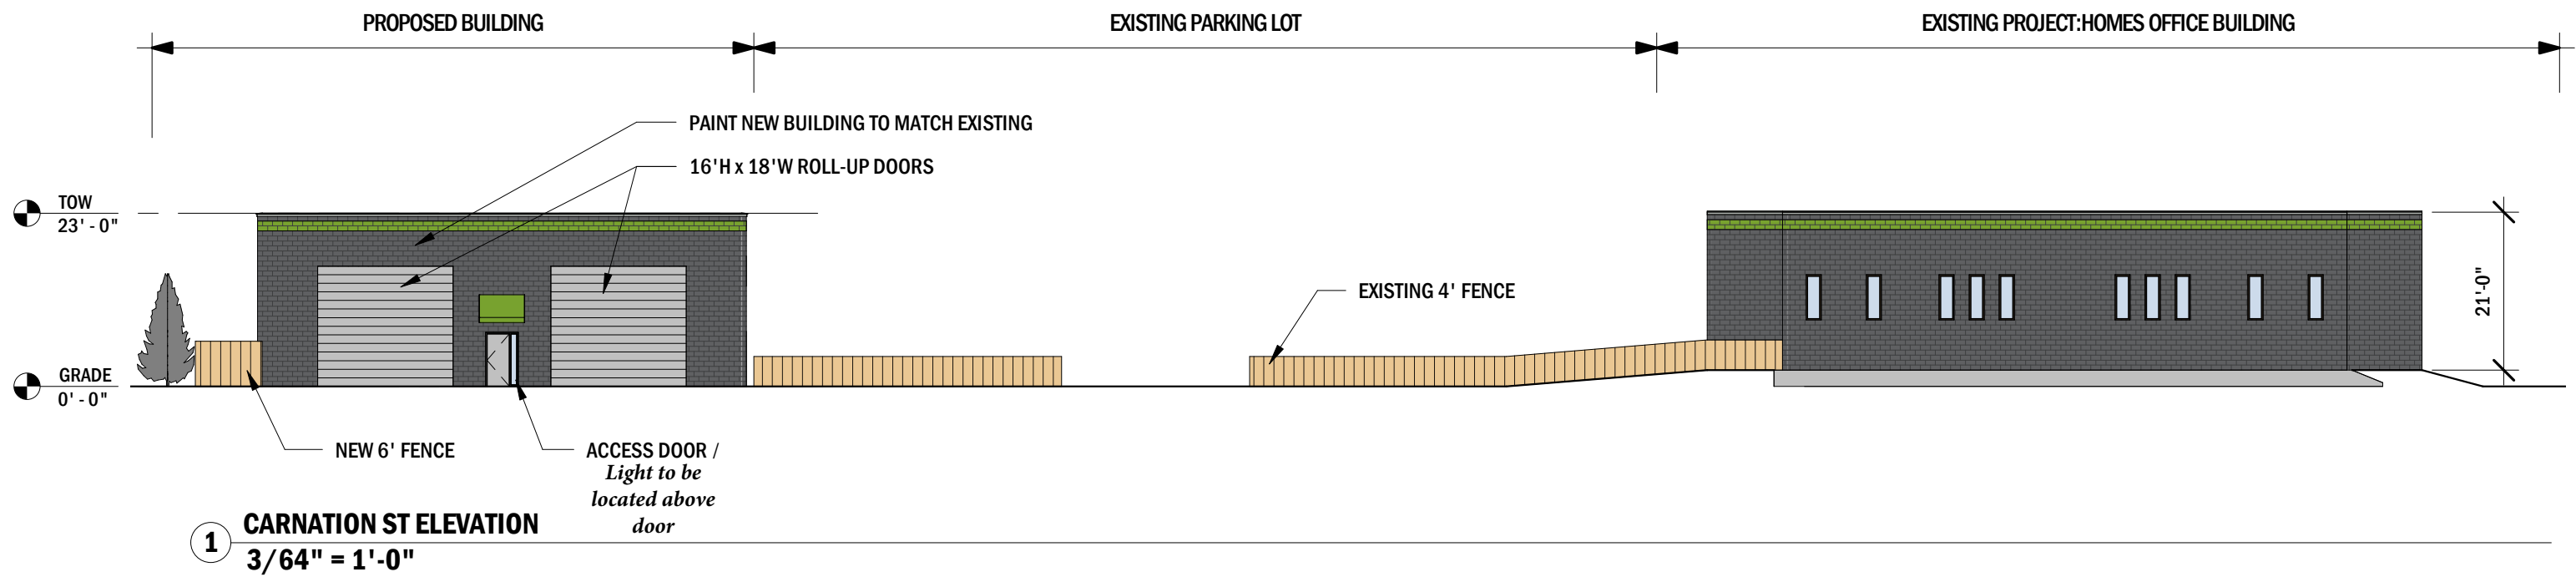 PROPOSED BUILDING
EXISTING PARKING LOT
EXISTING PROJECT:HOMES OFFICE BUILDING
PAINT NEW BUILDING TO MATCH EXISTING
16'H x 18'W ROLL-UP DOORS
TOW
23' - 0"
EXISTING 4' FENCE
21'-0"
GRADE
0' - 0"
NEW 6' FENCE
ACCESS DOOR /
Light to be
located above
door
1
CARNATION ST ELEVATION
3/64" = 1'-0"